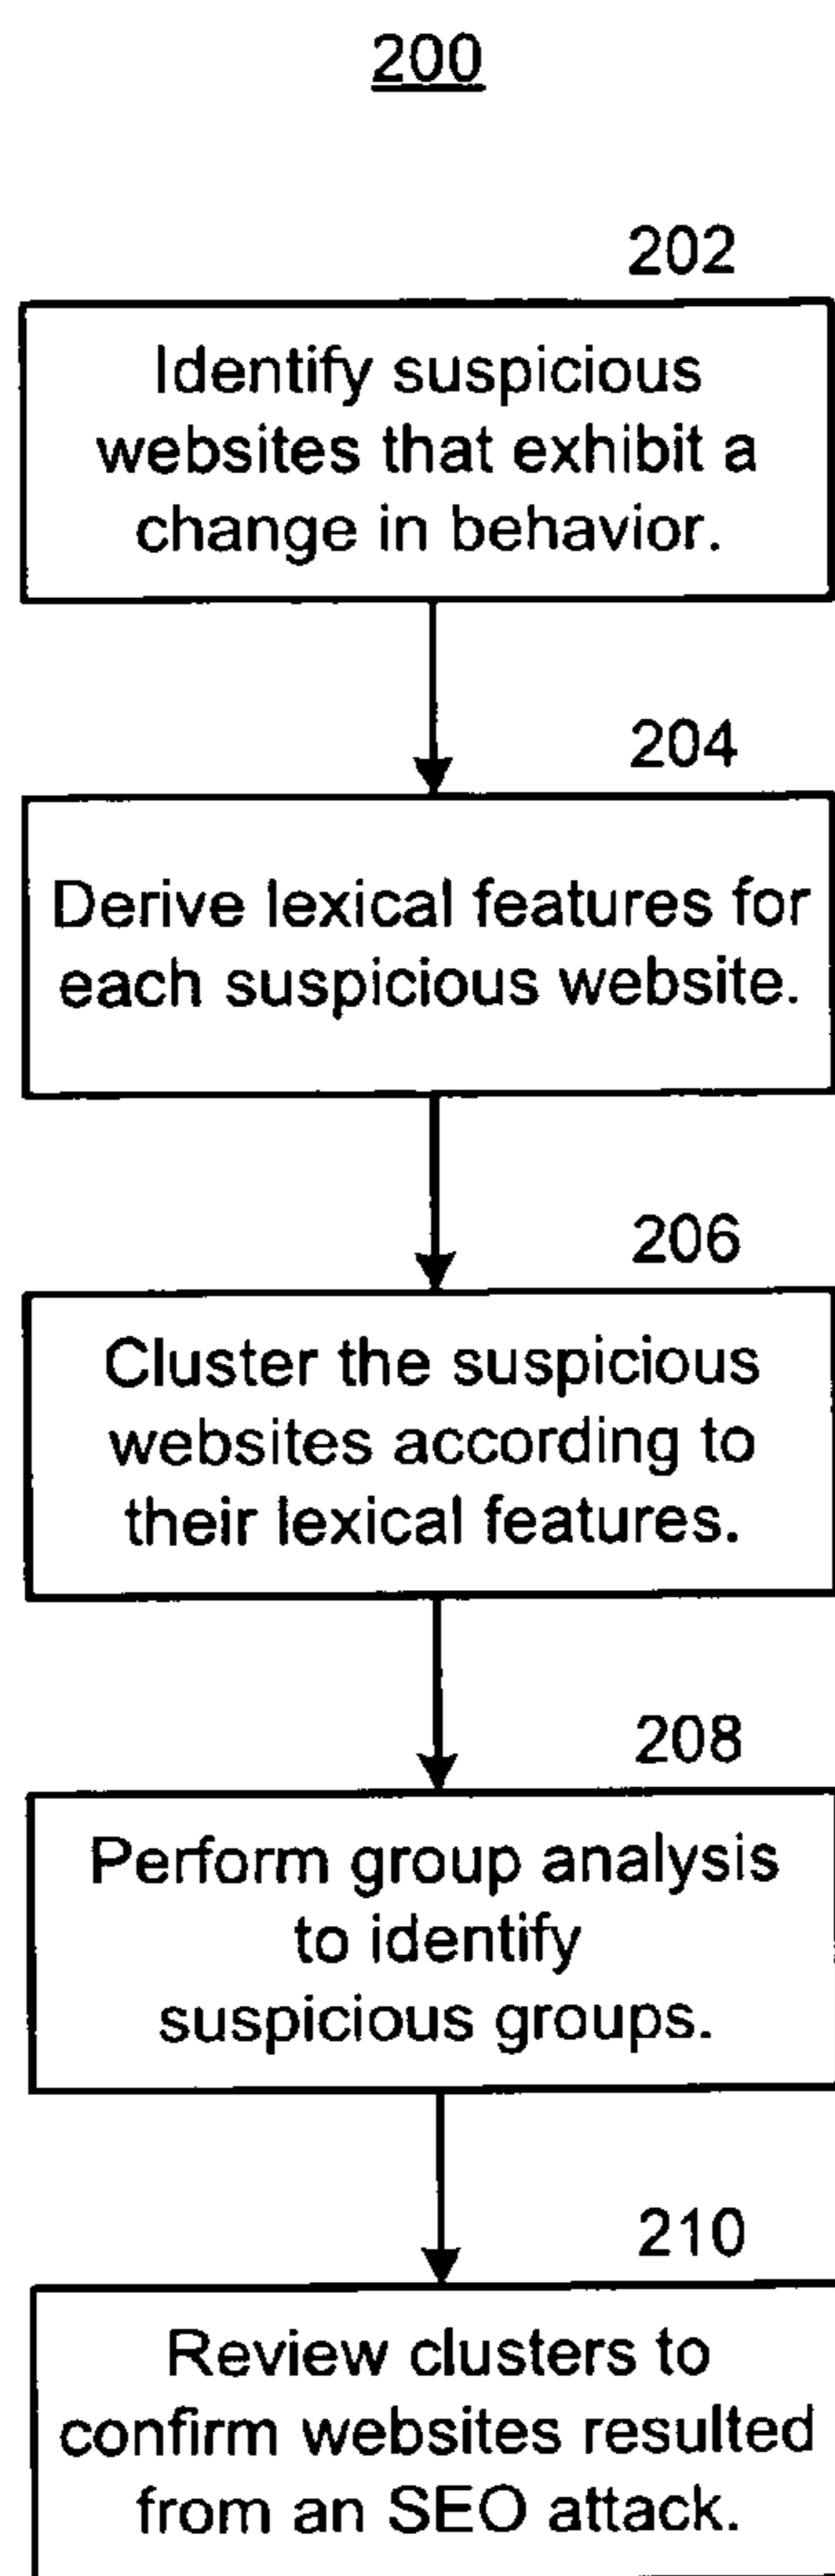 200
202
Identify suspicious
websites that exhibit a
change in behavior.
204
Derive lexical features for
each suspicious website.
206
Cluster the suspicious
websites according to
their lexical features.
208
Perform group analysis
to identify
suspicious groups.
210
Review clusters to
confirm websites resulted
from an SEO attack.